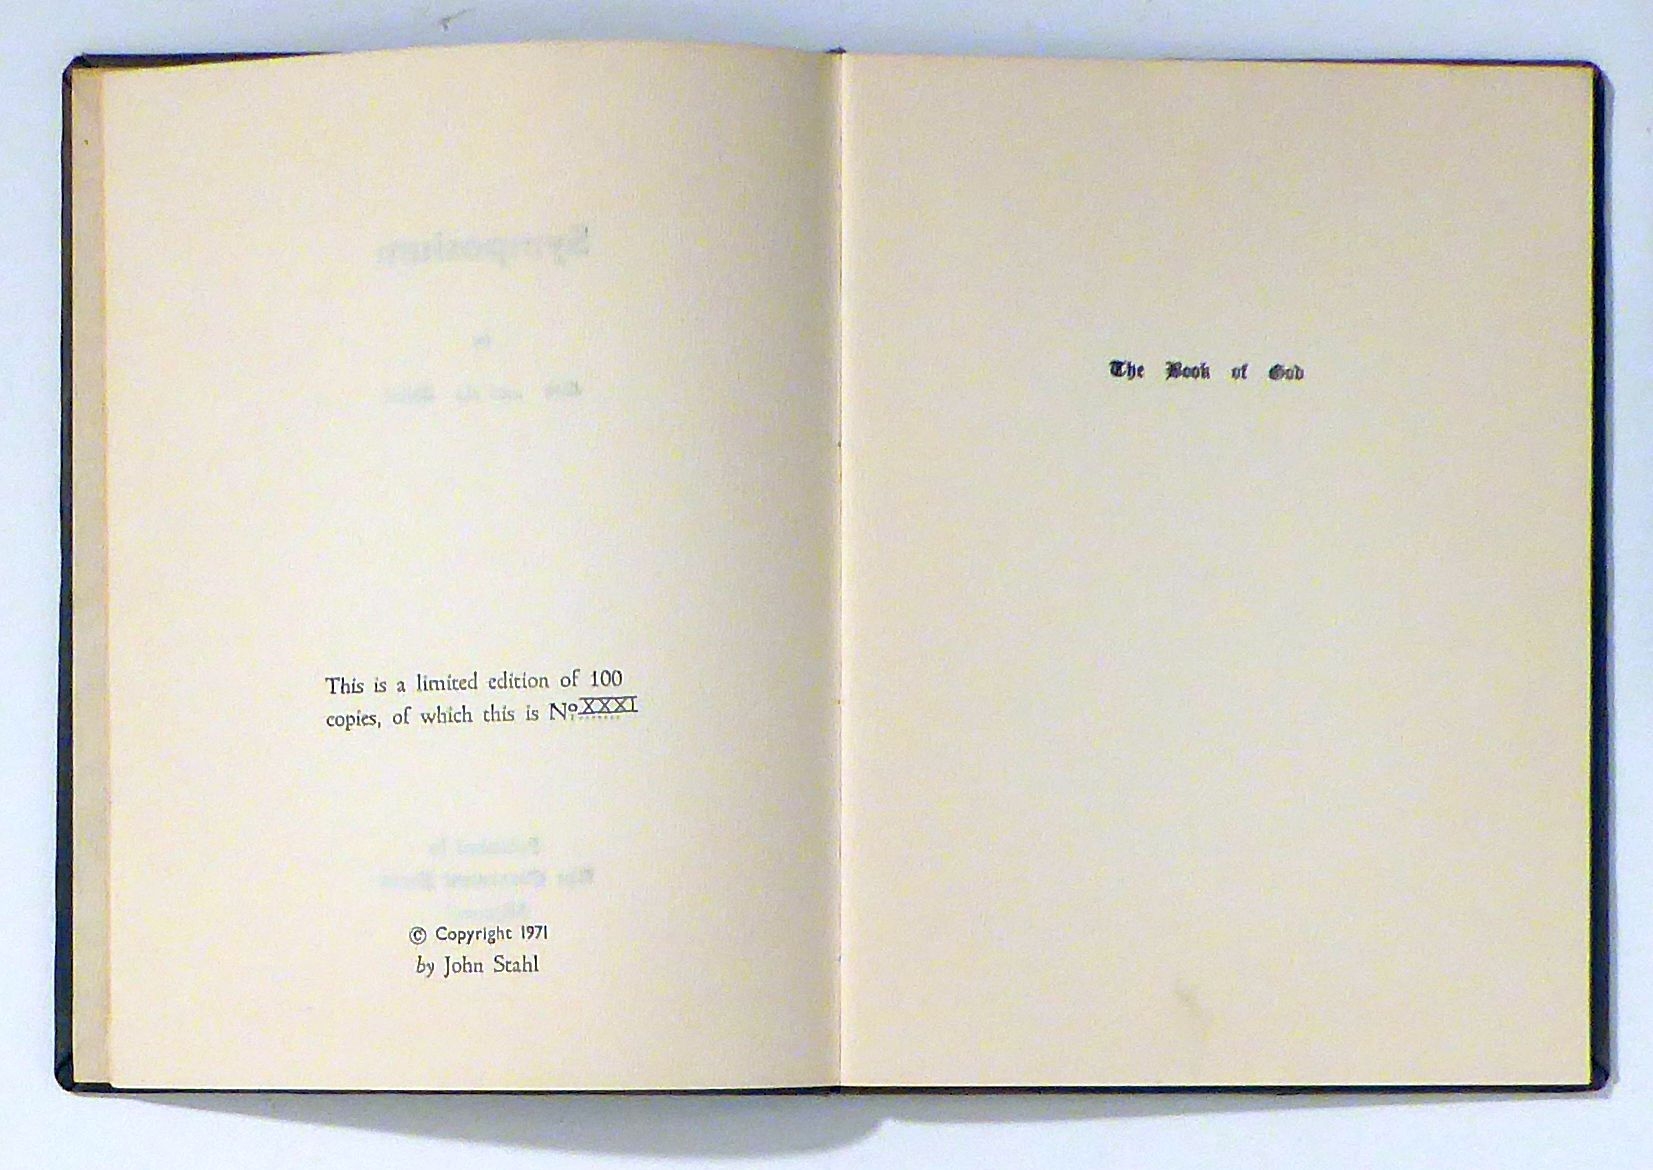 Symposium
This is a limited edition of 100
copies, of which this is Nº XXXI
© Copyright 1971
by John Stahl
The Book of God